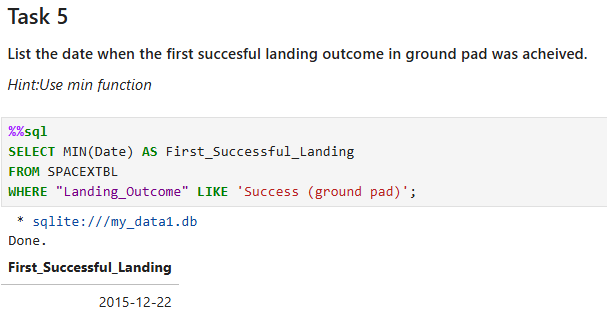 Task 5
List the date when the first succesful landing outcome in ground pad was acheived.
Hint:Use min function
%%sql
SELECT MIN(Date) AS First_Successful_Landing
FROM SPACEXTBL
WHERE "Landing_Outcome" LIKE 'Success (ground pad)';
* sqlite:///my_data1.db
Done.
First_Successful_Landing
2015-12-22